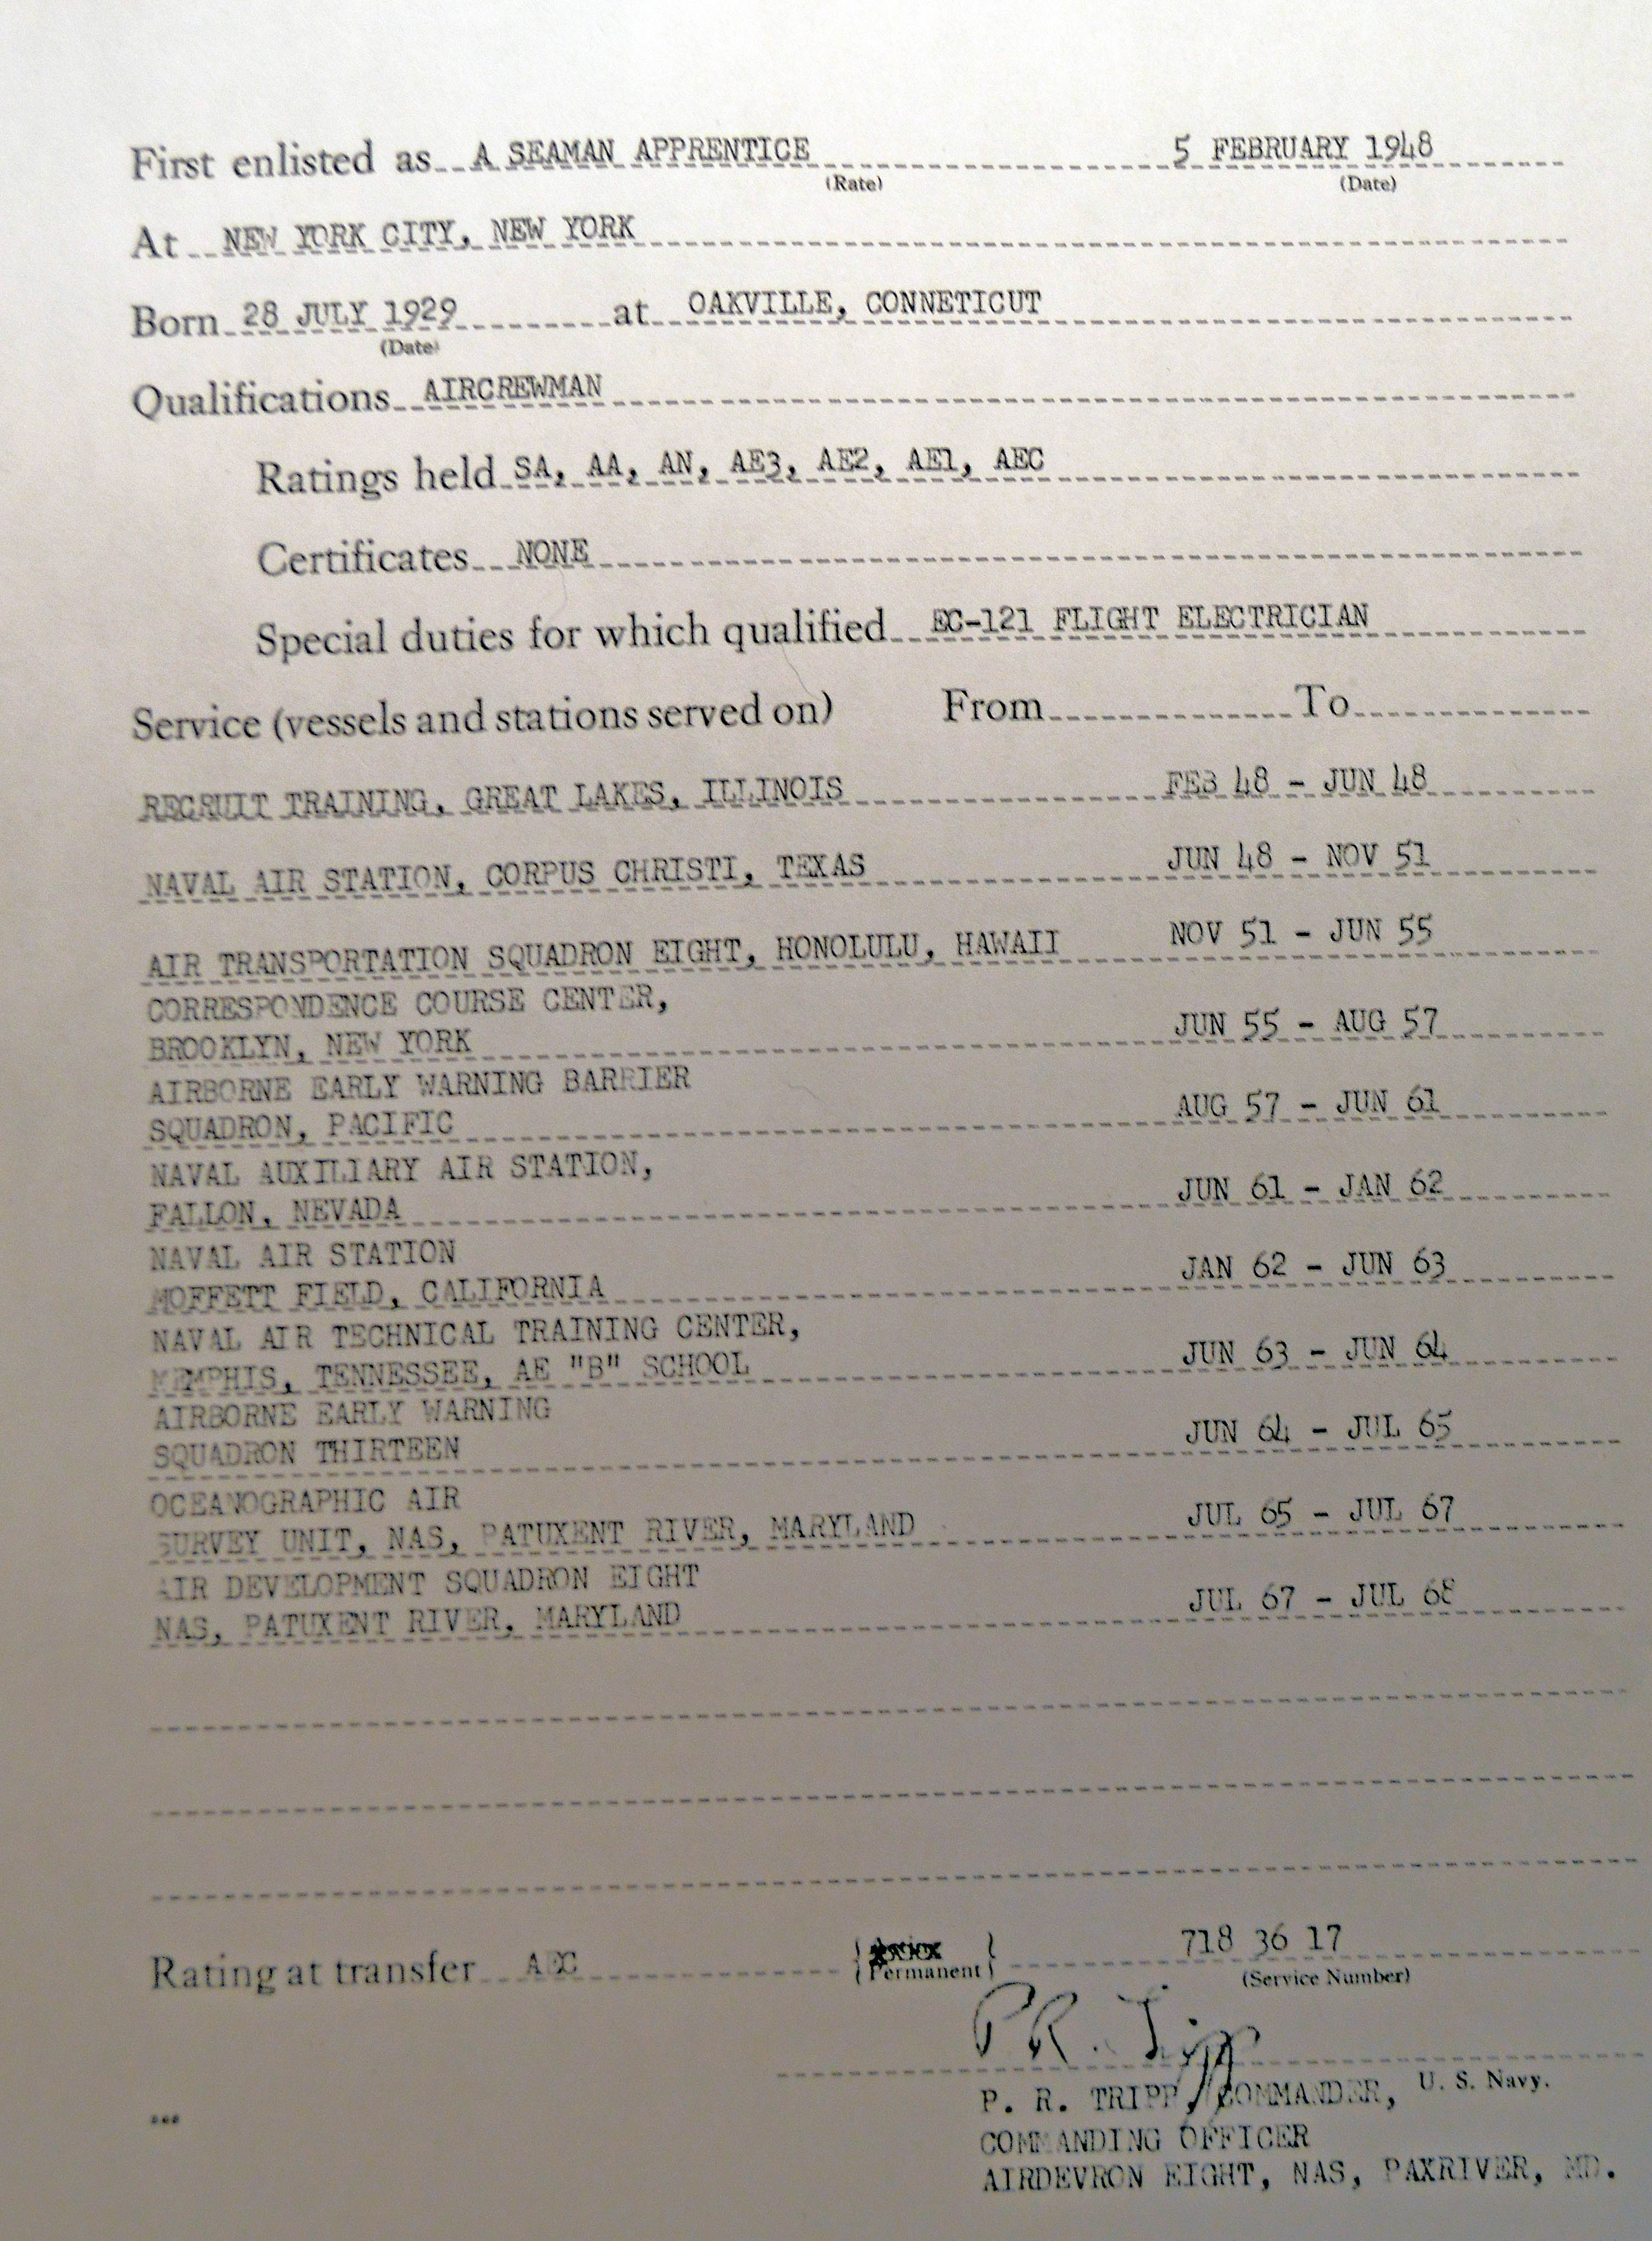 First enlisted as A SEAMAN APPRENTICE 5 FEBRUARY 1948
(Rate) (Date)
At NEW YORK CITY, NEW YORK
Born 28 JULY 1929 at OAKVILLE, CONNETICUT
(Date)
Qualifications AIRCREWMAN
Ratings held SA, AA, AN, AE3, AE2, AE1, AEC
Certificates NONE
Special duties for which qualified EC-121 FLIGHT ELECTRICIAN
Service (vessels and stations served on) From To
RECRUIT TRAINING, GREAT LAKES, ILLINOIS FEB 48 - JUN 48
NAVAL AIR STATION, CORPUS CHRISTI, TEXAS JUN 48 - NOV 51
AIR TRANSPORTATION SQUADRON EIGHT, HONOLULU, HAWAII NOV 51 - JUN 55
CORRESPONDENCE COURSE CENTER,
BROOKLYN, NEW YORK JUN 55 - AUG 57
AIRBORNE EARLY WARNING BARRIER
SQUADRON, PACIFIC AUG 57 - JUN 61
NAVAL AUXILIARY AIR STATION,
FALLON, NEVADA JUN 61 - JAN 62
NAVAL AIR STATION
MOFFETT FIELD, CALIFORNIA JAN 62 - JUN 63
NAVAL AIR TECHNICAL TRAINING CENTER,
MEMPHIS, TENNESSEE, AE "B" SCHOOL JUN 63 - JUN 64
AIRBORNE EARLY WARNING
SQUADRON THIRTEEN JUN 64 - JUL 65
OCEANOGRAPHIC AIR
SURVEY UNIT, NAS, PATUXENT RIVER, MARYLAND JUL 65 - JUL 67
AIR DEVELOPMENT SQUADRON EIGHT
NAS, PATUXENT RIVER, MARYLAND JUL 67 - JUL 68
Rating at transfer AEC Permanent 718 36 17
(Service Number)
P R. Tripp
P. R. TRIPP, COMMANDER, U. S. Navy.
COMMANDING OFFICER
AIRDEVRON EIGHT, NAS, PAXRIVER, MD.